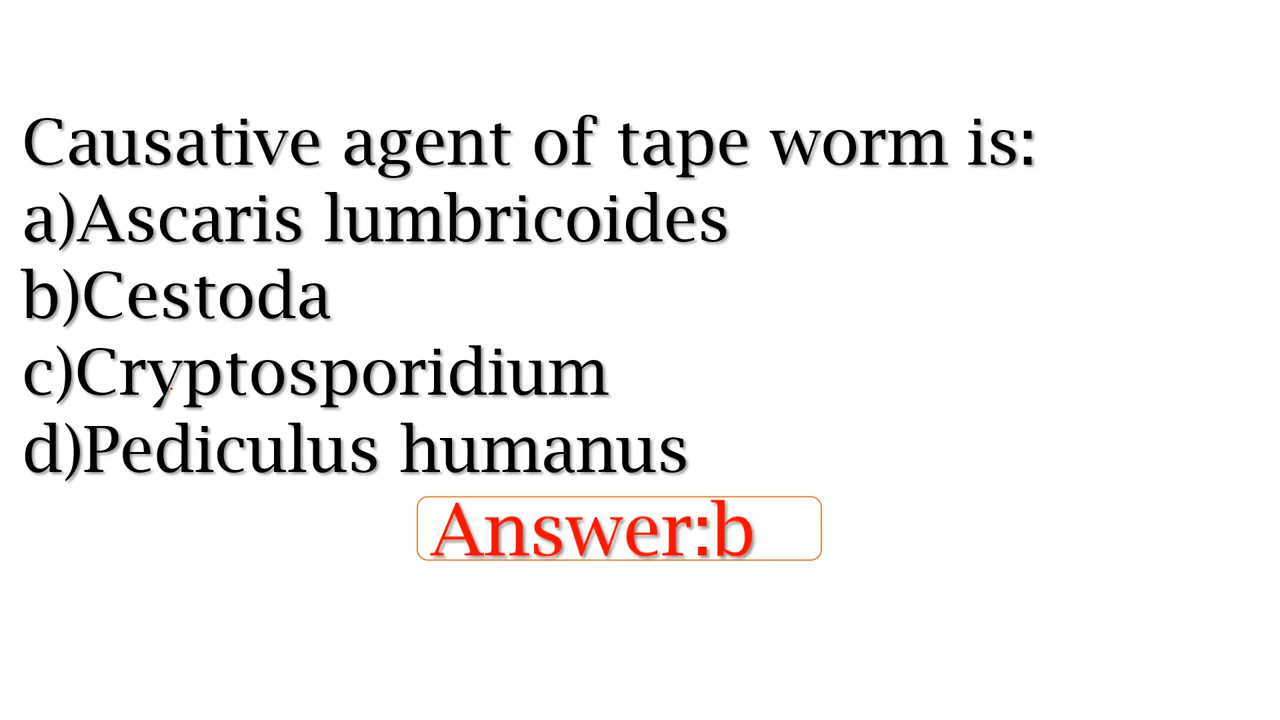 Causative agent of tape worm is:
a)Ascaris lumbricoides
b)Cestoda
c)Cryptosporidium
d)Pediculus humanus
Answer:b